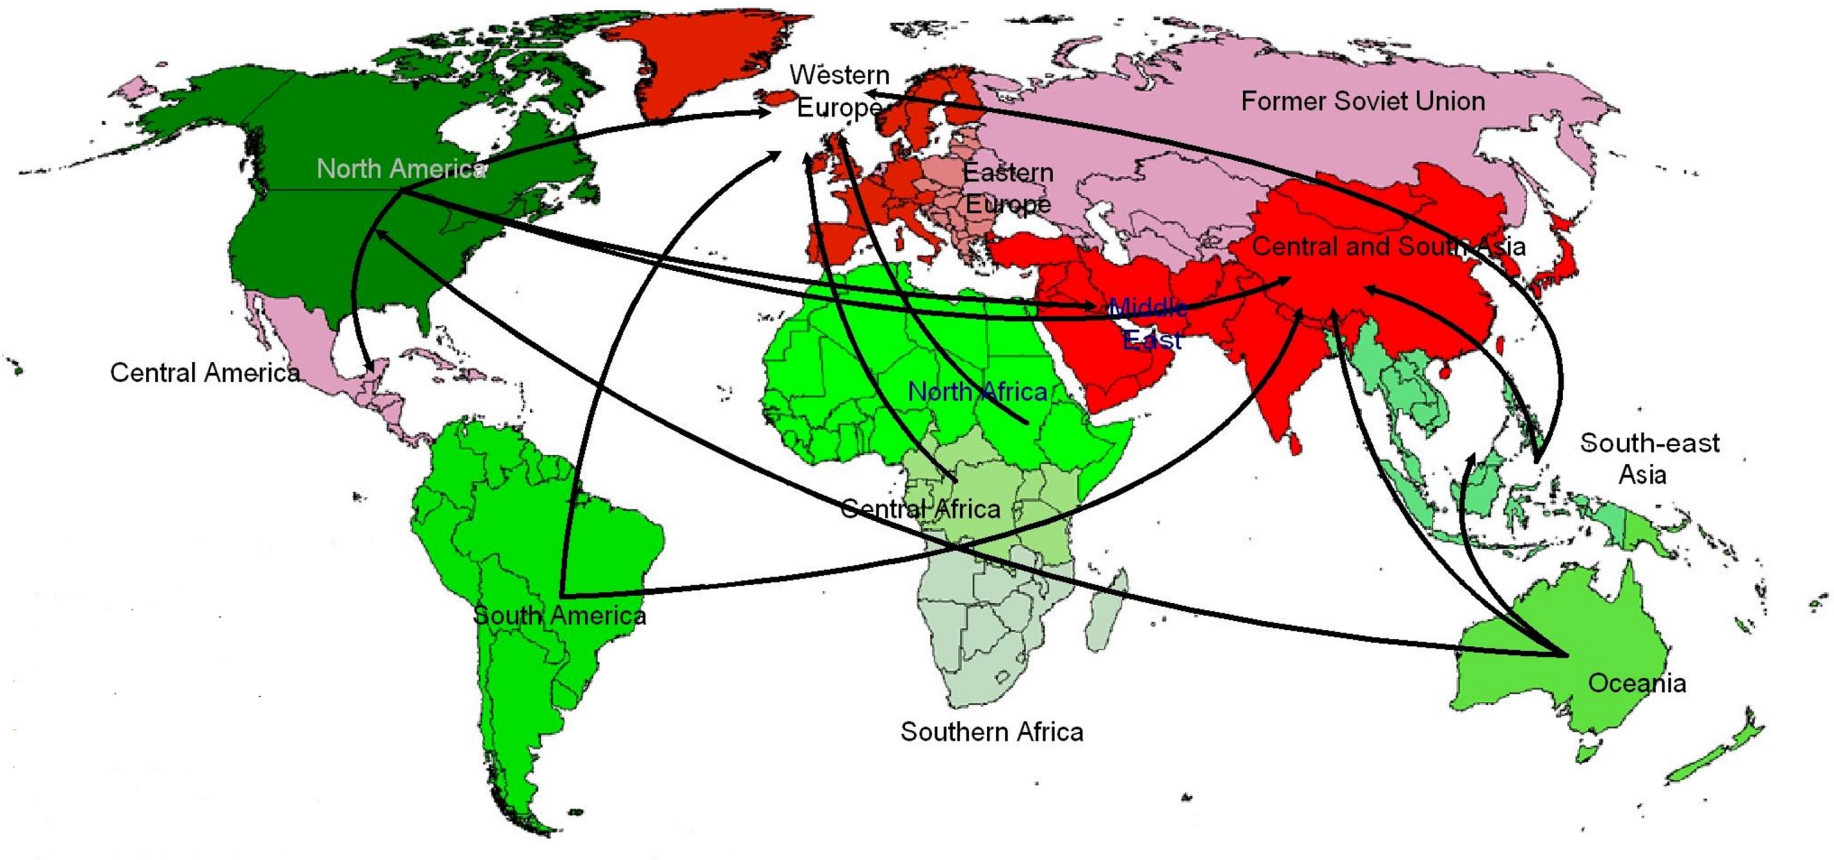 Western
Europe
Former Soviet Union
North America
Eastern
Europe
Central and South Asia
Middle
East
Central America
North Africa
South-east
Asia
Central Africa
South America
Oceania
Southern Africa